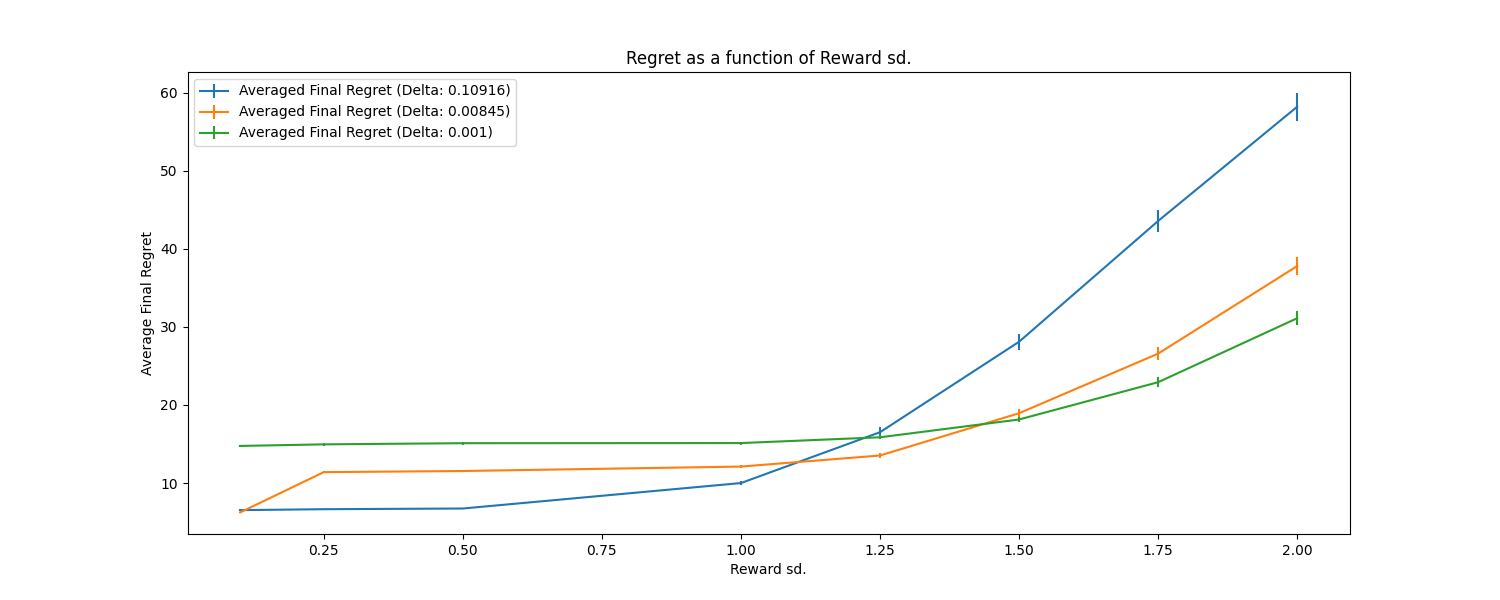 Regret as a function of Reward sd.
Averaged Final Regret (Delta: 0.10916)
Averaged Final Regret (Delta: 0.00845)
Averaged Final Regret (Delta: 0.001)
60
50
40
30
20
10
Average Final Regret
0.25 0.50 0.75 1.00 1.25 1.50 1.75 2.00
Reward sd.